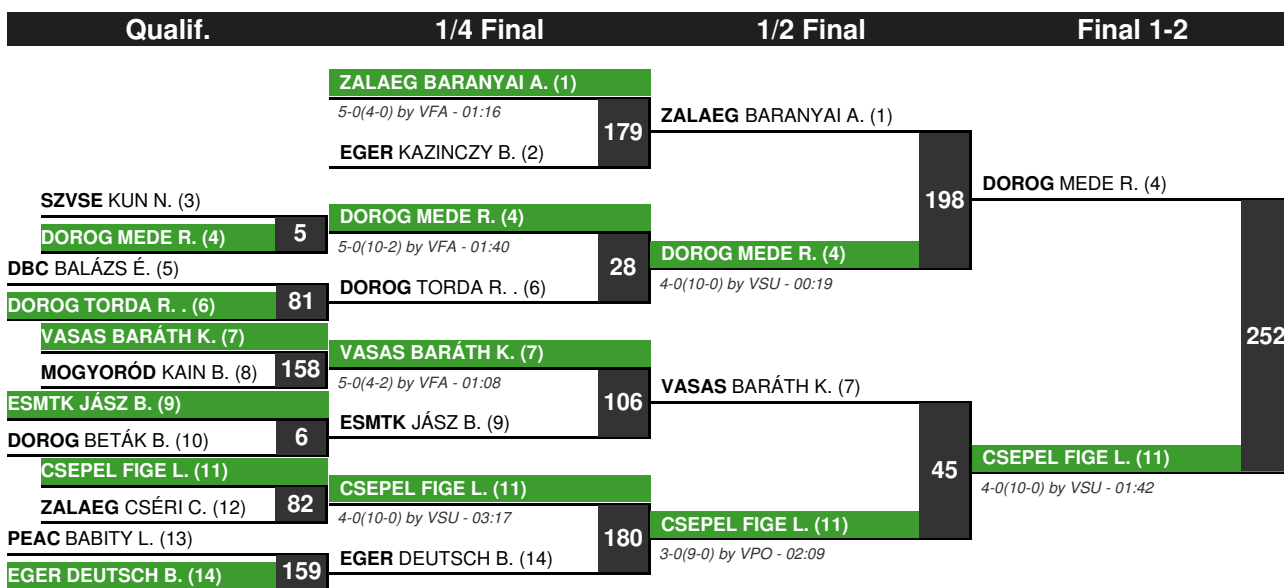 Qualif. 1/4 Final 1/2 Final Final 1-2
ZALAEG BARANYAI A. (1)
5-0(4-0) by VFA - 01:16
179
EGER KAZINCZY B. (2)
ZALAEG BARANYAI A. (1)
SZVSE KUN N. (3)
DOROG MEDE R. (4)
5
DOROG MEDE R. (4)
5-0(10-2) by VFA - 01:40
28
DBC BALÁZS É. (5)
DOROG TORDA R. . (6)
81
DOROG TORDA R. . (6)
DOROG MEDE R. (4)
4-0(10-0) by VSU - 00:19
198
DOROG MEDE R. (4)
VASAS BARÁTH K. (7)
MOGYORÓD KAIN B. (8)
158
VASAS BARÁTH K. (7)
5-0(4-2) by VFA - 01:08
106
ESMTK JÁSZ B. (9)
DOROG BETÁK B. (10)
6
ESMTK JÁSZ B. (9)
VASAS BARÁTH K. (7)
252
CSEPEL FIGE L. (11)
ZALAEG CSÉRI C. (12)
82
CSEPEL FIGE L. (11)
4-0(10-0) by VSU - 03:17
180
PEAC BABITY L. (13)
EGER DEUTSCH B. (14)
159
EGER DEUTSCH B. (14)
CSEPEL FIGE L. (11)
3-0(9-0) by VPO - 02:09
45
CSEPEL FIGE L. (11)
4-0(10-0) by VSU - 01:42